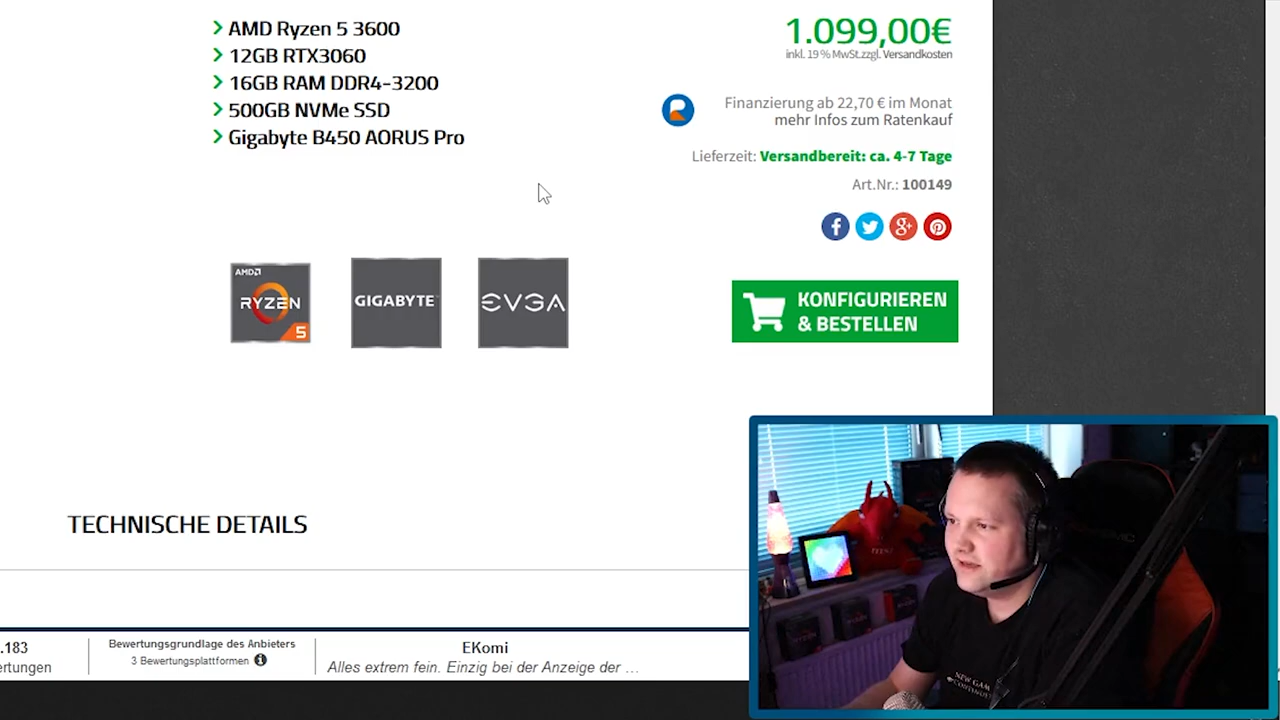 AMD Ryzen 5 3600
12GB RTX3060
16GB RAM DDR4-3200
500GB NVMe SSD
Gigabyte B450 AORUS Pro
1.099,00€
inkl. 19 % MwSt.zzgl. Versandkosten
Finanzierung ab 22,70 € im Monat
mehr Infos zum Ratenkauf
Lieferzeit: Versandbereit: ca. 4-7 Tage
Art.Nr.: 100149
AMD
RYZEN
5
GIGABYTE
EVGA
KONFIGURIEREN
& BESTELLEN
TECHNISCHE DETAILS
.183
ertungen
Bewertungsgrundlage des Anbieters
3 Bewertungsplattformen
EKomi
Alles extrem fein. Einzig bei der Anzeige der ...
NEW GAME
CONTINUE